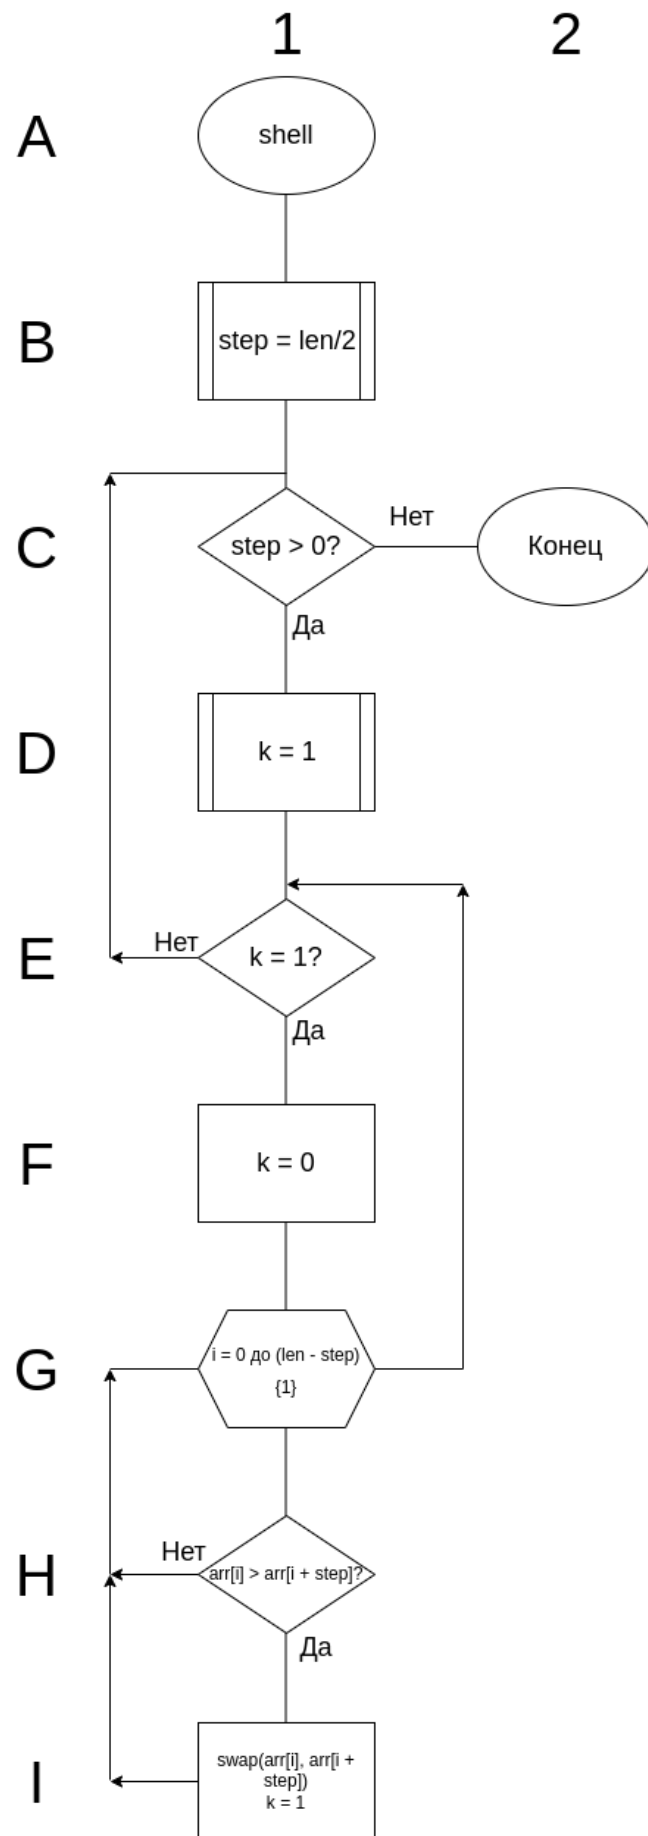 1
2
A
shell
B
step = len/2
C
step > 0?
Нет
Конец
Да
D
k = 1
E
Нет
k = 1?
Да
F
k = 0
G
i = 0 до (len - step)
{1}
H
Нет
arr[i] > arr[i + step]?
Да
I
swap(arr[i], arr[i +
step])
k = 1